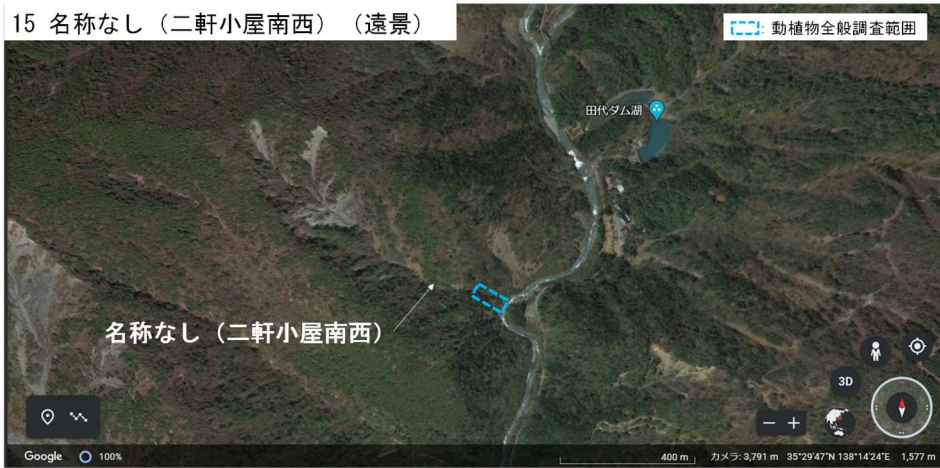 15 名称なし（二軒小屋南西）（遠景）
: 動植物全般調査範囲
田代ダム湖
名称なし（二軒小屋南西）
3D
Google 100% 400 m カメラ: 3,791 m 35°29'47"N 138°14'24"E 1,577 m